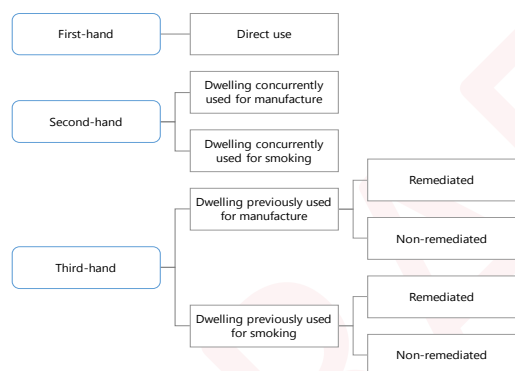 First-hand
Direct use
Second-hand
Dwelling concurrently
used for manufacture
Dwelling concurrently
used for smoking
Third-hand
Dwelling previously used
for manufacture
Remediated
Non-remediated
Dwelling previously used
for smoking
Remediated
Non-remediated